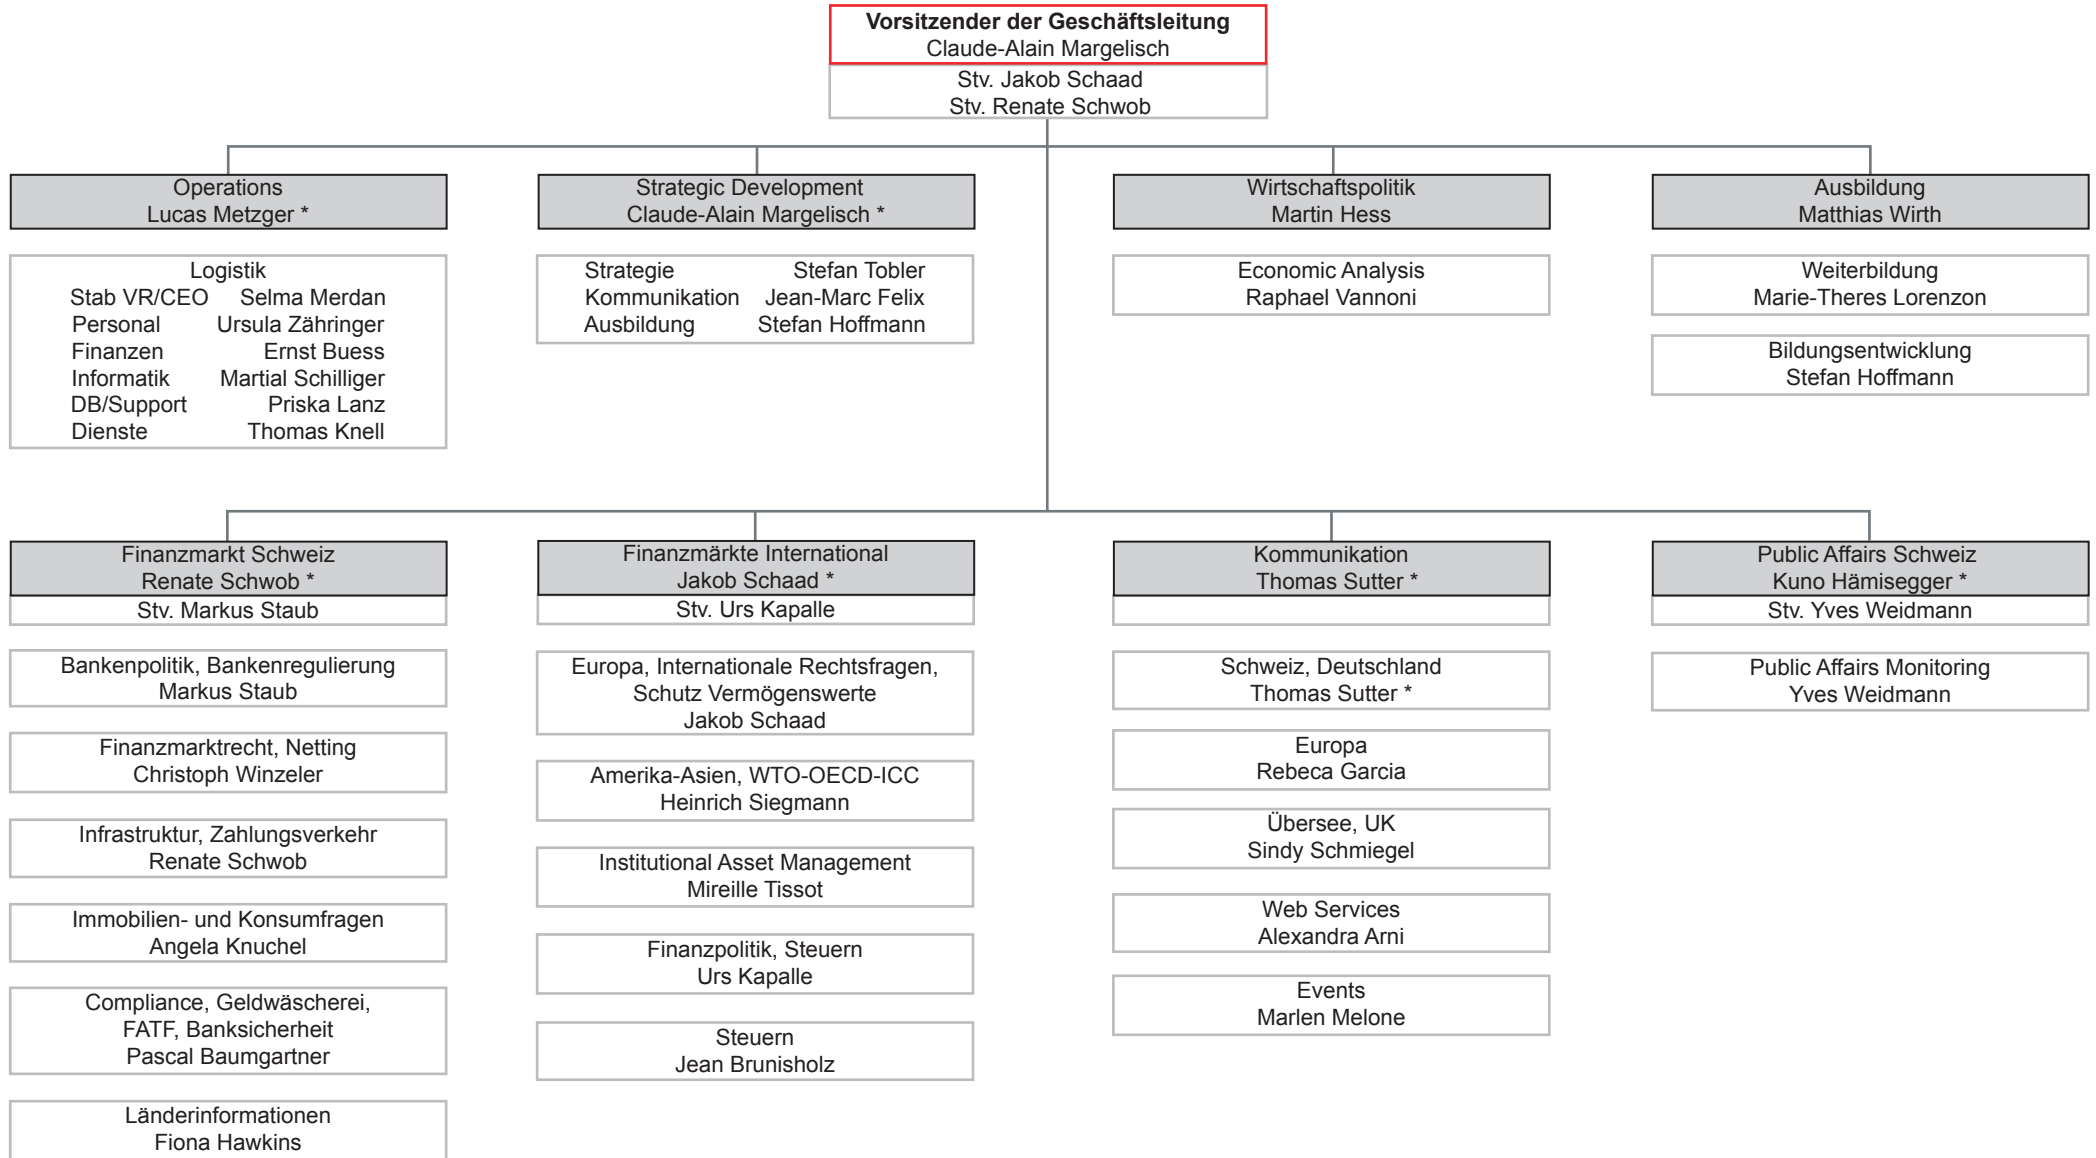 Vorsitzender der Geschäftsleitung
Claude-Alain Margelisch
Stv. Jakob Schaad
Stv. Renate Schwob
Operations
Lucas Metzger *
Logistik
Stab VR/CEO Selma Merdan
Personal Ursula Zähringer
Finanzen Ernst Buess
Informatik Martial Schilliger
DB/Support Priska Lanz
Dienste Thomas Knell
Strategic Development
Claude-Alain Margelisch *
Strategie Stefan Tobler
Kommunikation Jean-Marc Felix
Ausbildung Stefan Hoffmann
Wirtschaftspolitik
Martin Hess
Economic Analysis
Raphael Vannoni
Ausbildung
Matthias Wirth
Weiterbildung
Marie-Theres Lorenzon
Bildungsentwicklung
Stefan Hoffmann
Finanzmarkt Schweiz
Renate Schwob *
Stv. Markus Staub
Bankenpolitik, Bankenregulierung
Markus Staub
Finanzmarktrecht, Netting
Christoph Winzeler
Infrastruktur, Zahlungsverkehr
Renate Schwob
Immobilien- und Konsumfragen
Angela Knuchel
Compliance, Geldwäscherei,
FATF, Banksicherheit
Pascal Baumgartner
Länderinformationen
Fiona Hawkins
Finanzmärkte International
Jakob Schaad *
Stv. Urs Kapalle
Europa, Internationale Rechtsfragen,
Schutz Vermögenswerte
Jakob Schaad
Amerika-Asien, WTO-OECD-ICC
Heinrich Siegmann
Institutional Asset Management
Mireille Tissot
Finanzpolitik, Steuern
Urs Kapalle
Steuern
Jean Brunisholz
Kommunikation
Thomas Sutter *
Schweiz, Deutschland
Thomas Sutter *
Europa
Rebeca Garcia
Übersee, UK
Sindy Schmiegel
Web Services
Alexandra Arni
Events
Marlen Melone
Public Affairs Schweiz
Kuno Hämisegger *
Stv. Yves Weidmann
Public Affairs Monitoring
Yves Weidmann